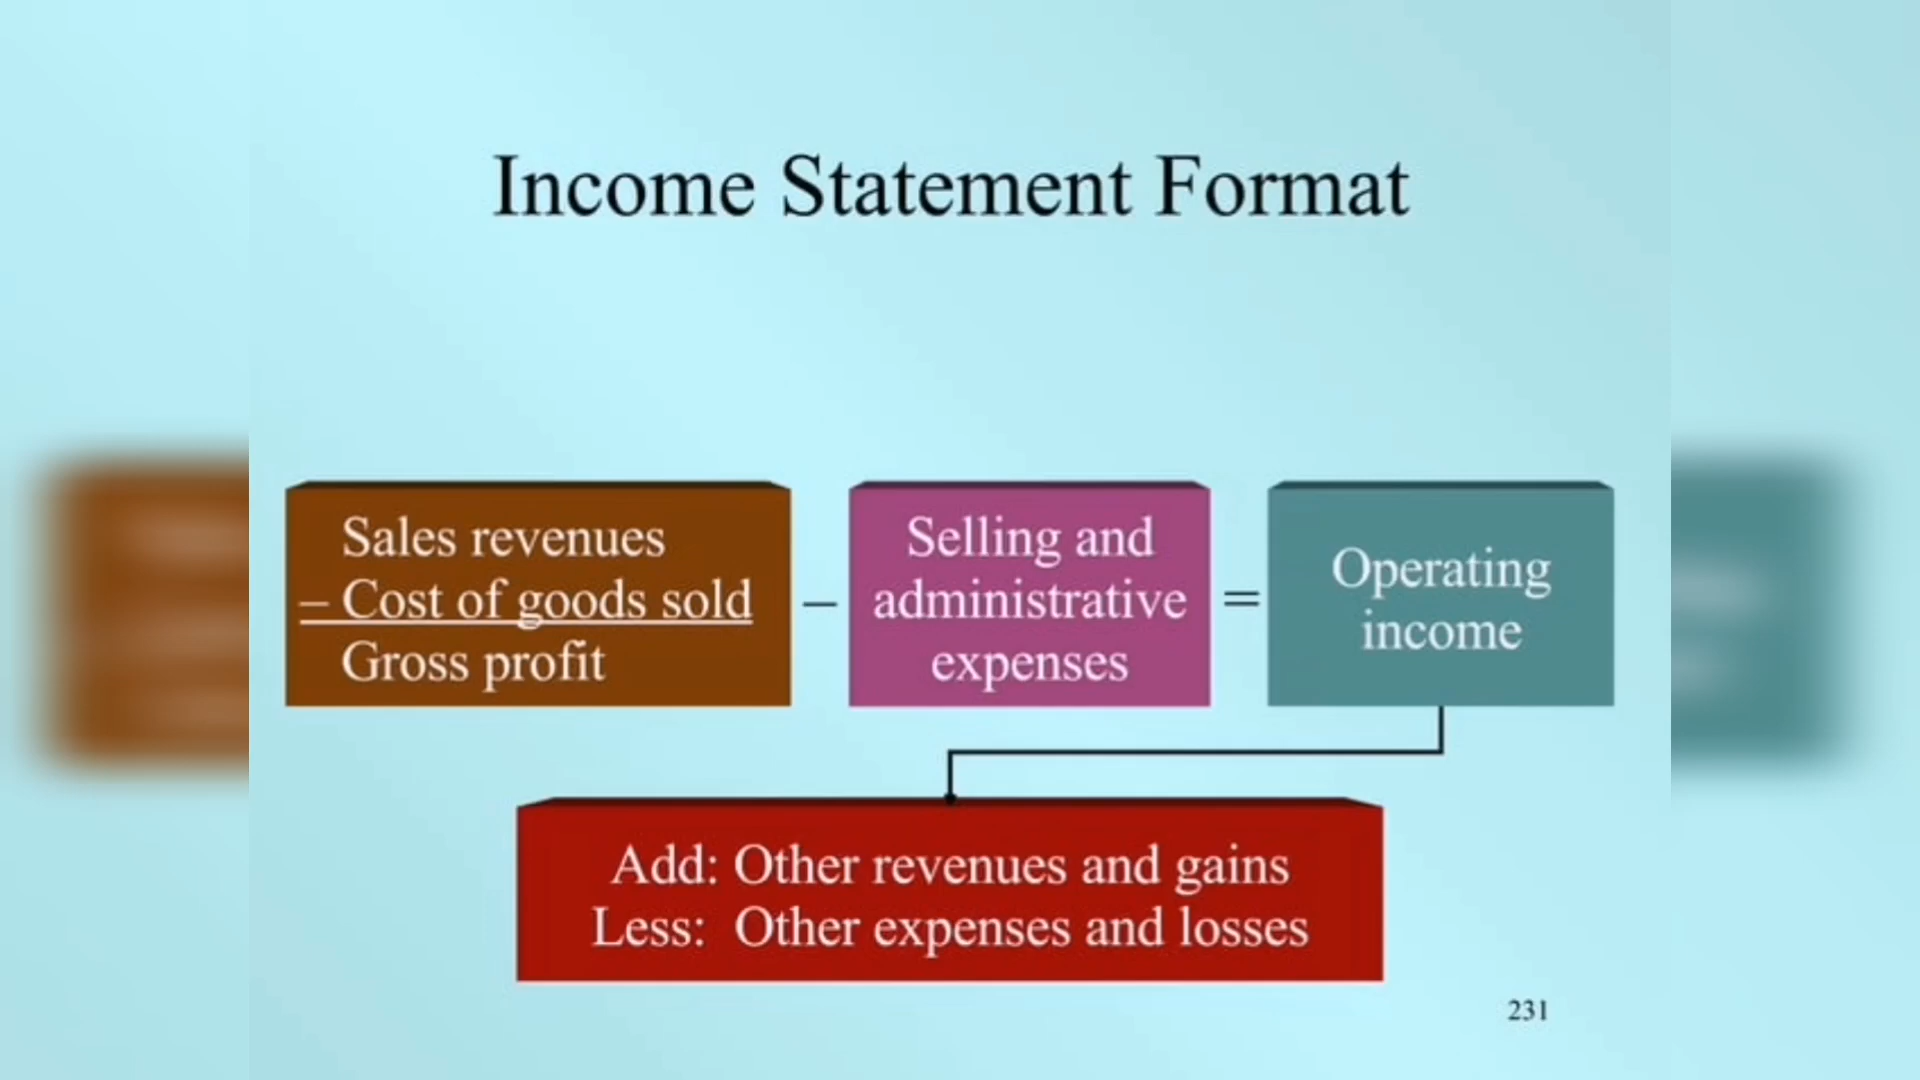 Income Statement Format
Sales revenues
– Cost of goods sold
Gross profit
–
Selling and
administrative
expenses
=
Operating
income
Add: Other revenues and gains
Less: Other expenses and losses
231